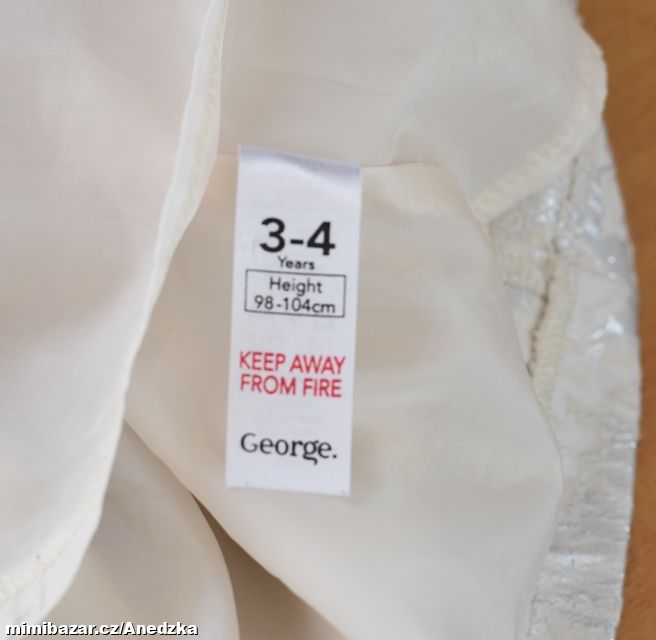 3-4
Years
Height
98-104cm
KEEP AWAY
FROM FIRE
George.
mimibazar.cz/Anedzka